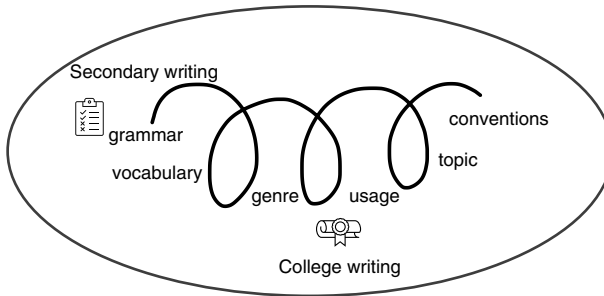 Secondary writing
grammar
conventions
vocabulary
topic
genre
usage
College writing